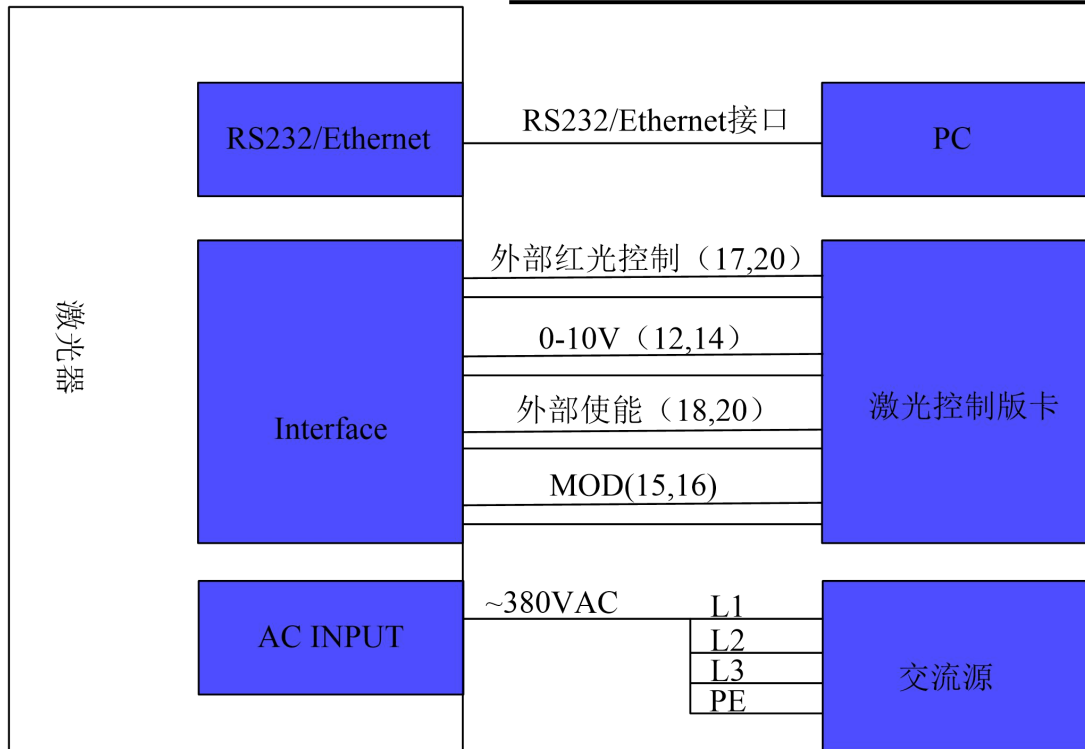 RS232/Ethernet
RS232/Ethernet接口
PC
激光器
Interface
外部红光控制（17,20）
0-10V（12,14）
外部使能（18,20）
MOD(15,16)
激光控制版卡
AC INPUT
~380VAC
L1
L2
L3
PE
交流源